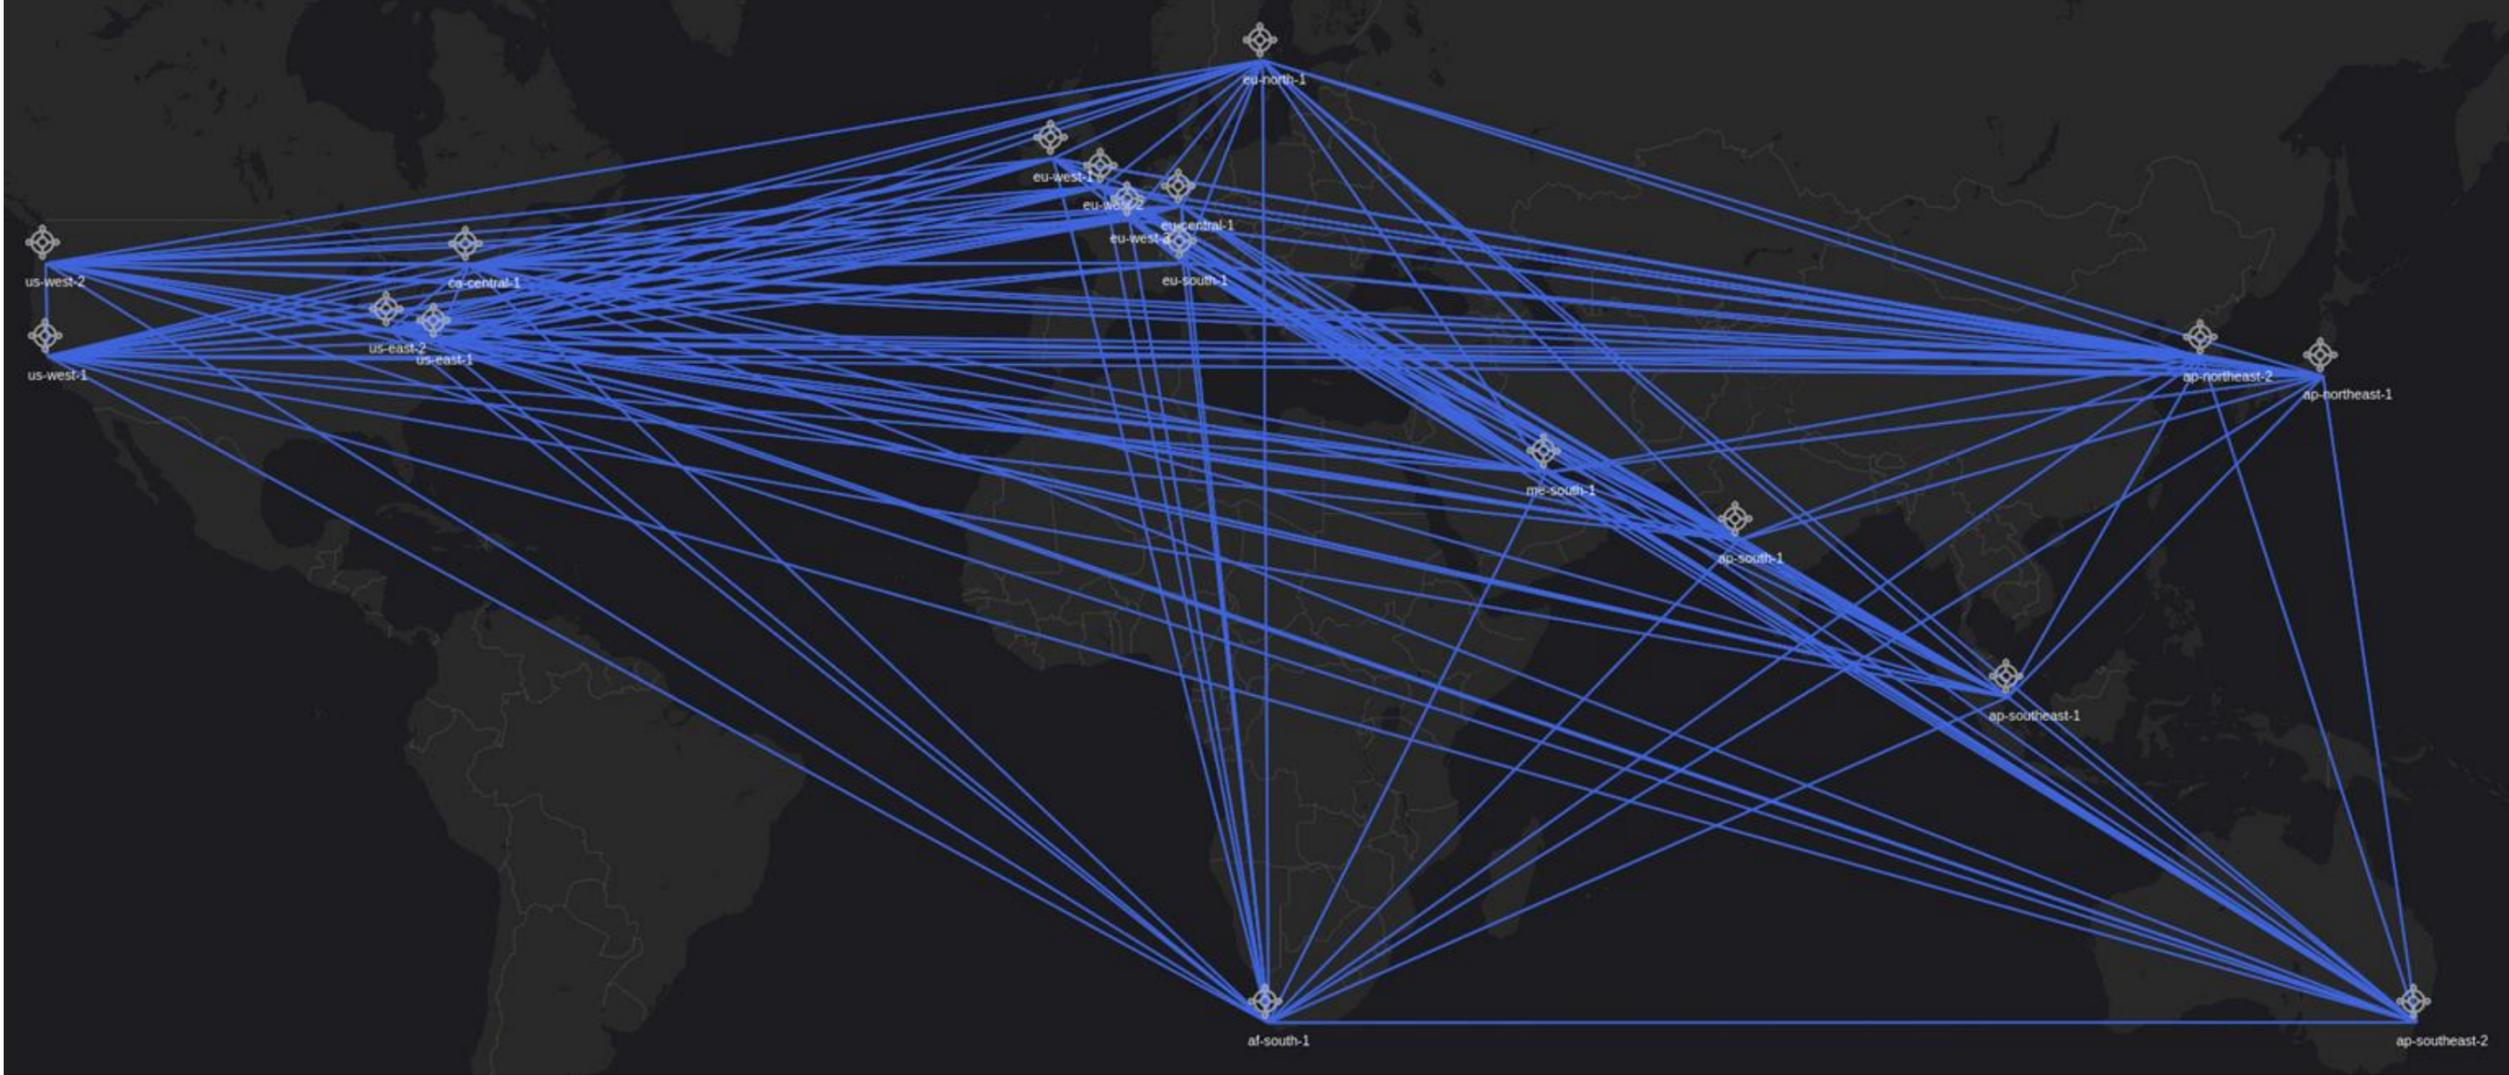 eu-north-1
eu-west-1
eu-west-2
eu-central-1
eu-west-3
us-west-2
ca-central-1
eu-south-1
us-east-2
us-east-1
us-west-1
ap-northeast-2
ap-northeast-1
me-south-1
ap-south-1
ap-southeast-1
af-south-1
ap-southeast-2